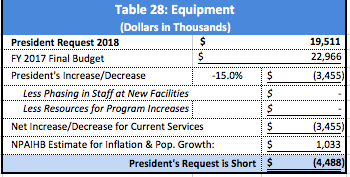 Table 28: Equipment
(Dollars in Thousands)
President Request 2018 $ 19,511
FY 2017 Final Budget $ 22,966
President's Increase/Decrease -15.0% $ (3,455)
Less Phasing in Staff at New Facilities $ -
Less Resources for Program Increases $ -
Net Increase/Decrease for Current Services $ (3,455)
NPAIHB Estimate for Inflation & Pop. Growth: $ 1,033
President's Request is Short $ (4,488)